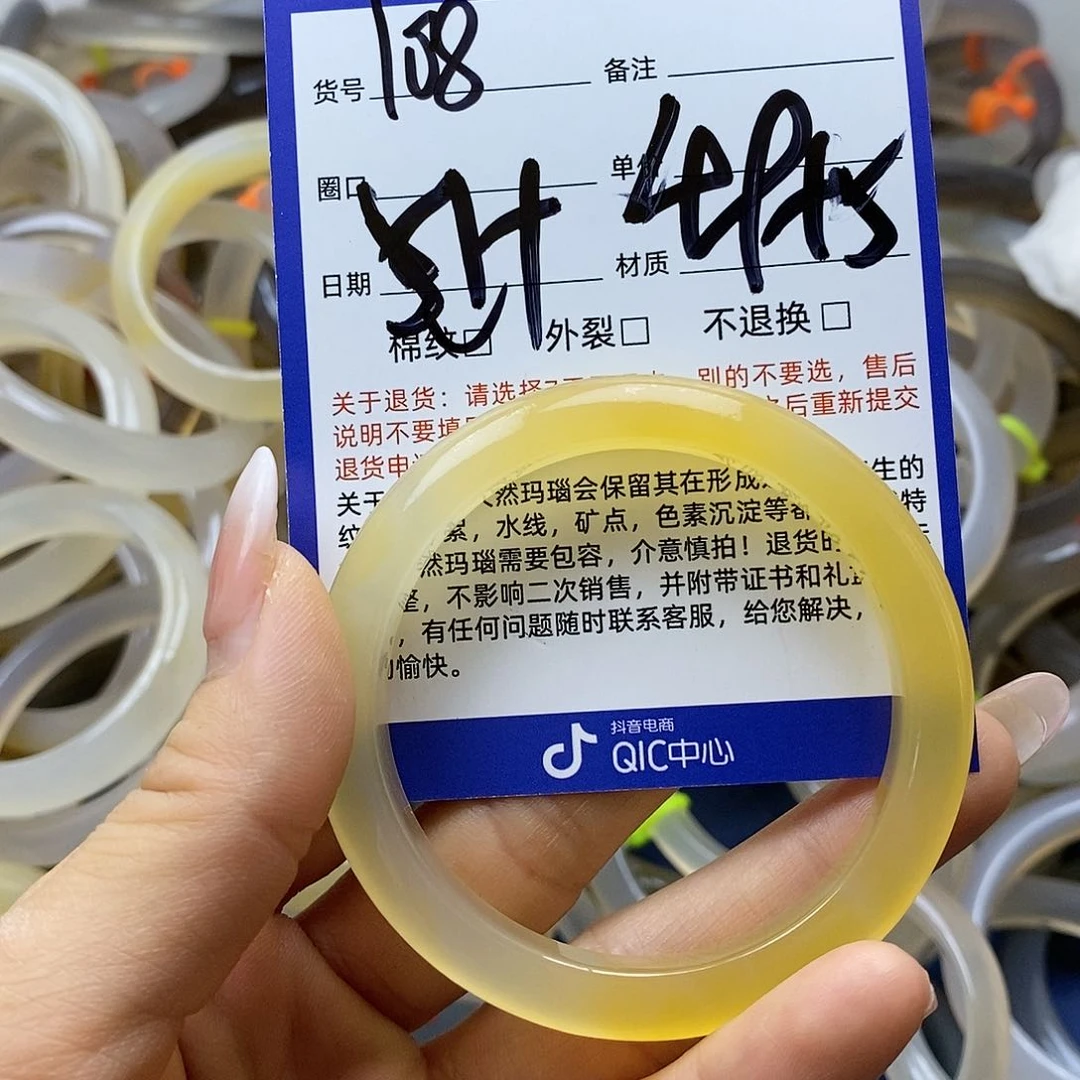 货号 108 备注
圈口 单价
日期 材质
棉纹□ 外裂□ 不退换□
关于退货：请选择 别的不要选，售后
说明不要填 之后重新提交
退货申
关于 然玛瑙会保留其在形成 生的
纹 水线，矿点，色素沉淀等都 特
然玛瑙需要包容，介意慎拍！退货时
整，不影响二次销售，并附带证书和礼
，有任何问题随时联系客服，给您解决，
愉快。
抖音电商
QIC中心